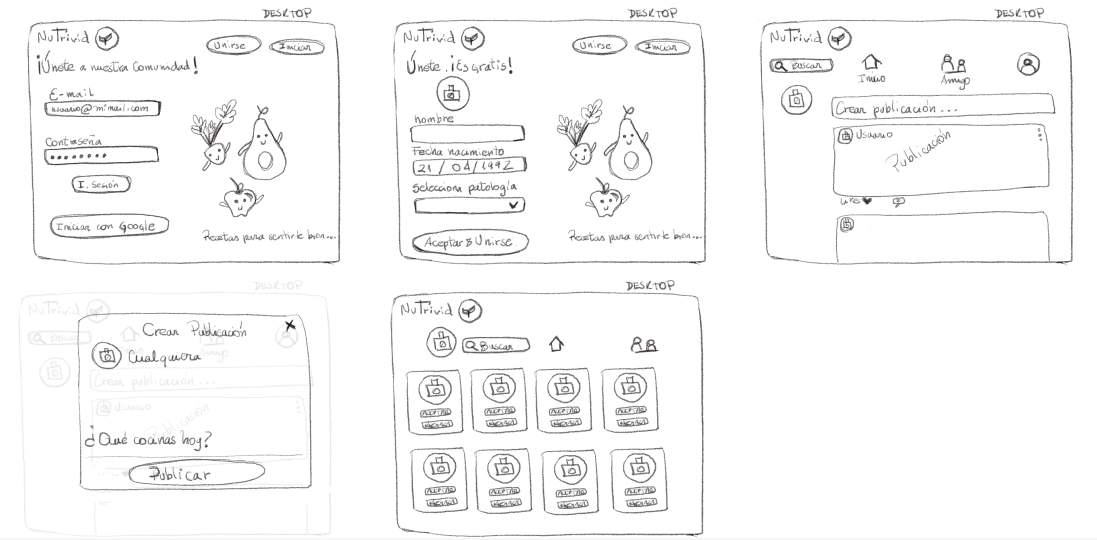 DESKTOP
NuTrivid
Unirse
Iniciar
¡Únete a nuestra comunidad!
E-mail
usuario@mimail.com
Contraseña
I. Sesión
Iniciar con Google
Recetas para sentirte bien...
DESKTOP
NuTrivid
Unirse
Iniciar
Únete. ¡Es gratis!
nombre
Fecha nacimiento
21 / 04/1992
Selecciona patología
Aceptar & Unirse
Recetas para sentirte bien...
DESKTOP
NuTrivid
Buscar
Inicio
Amigo
Crear publicación...
Usuario
Publicación
DESKTOP
NuTrivid
Buscar
Amigo
Crear publicación...
Usuario
Publicación
Crear Publicación
x
Cualquiera
¿Qué cocinas hoy?
Publicar
DESKTOP
NuTrivid
Buscar